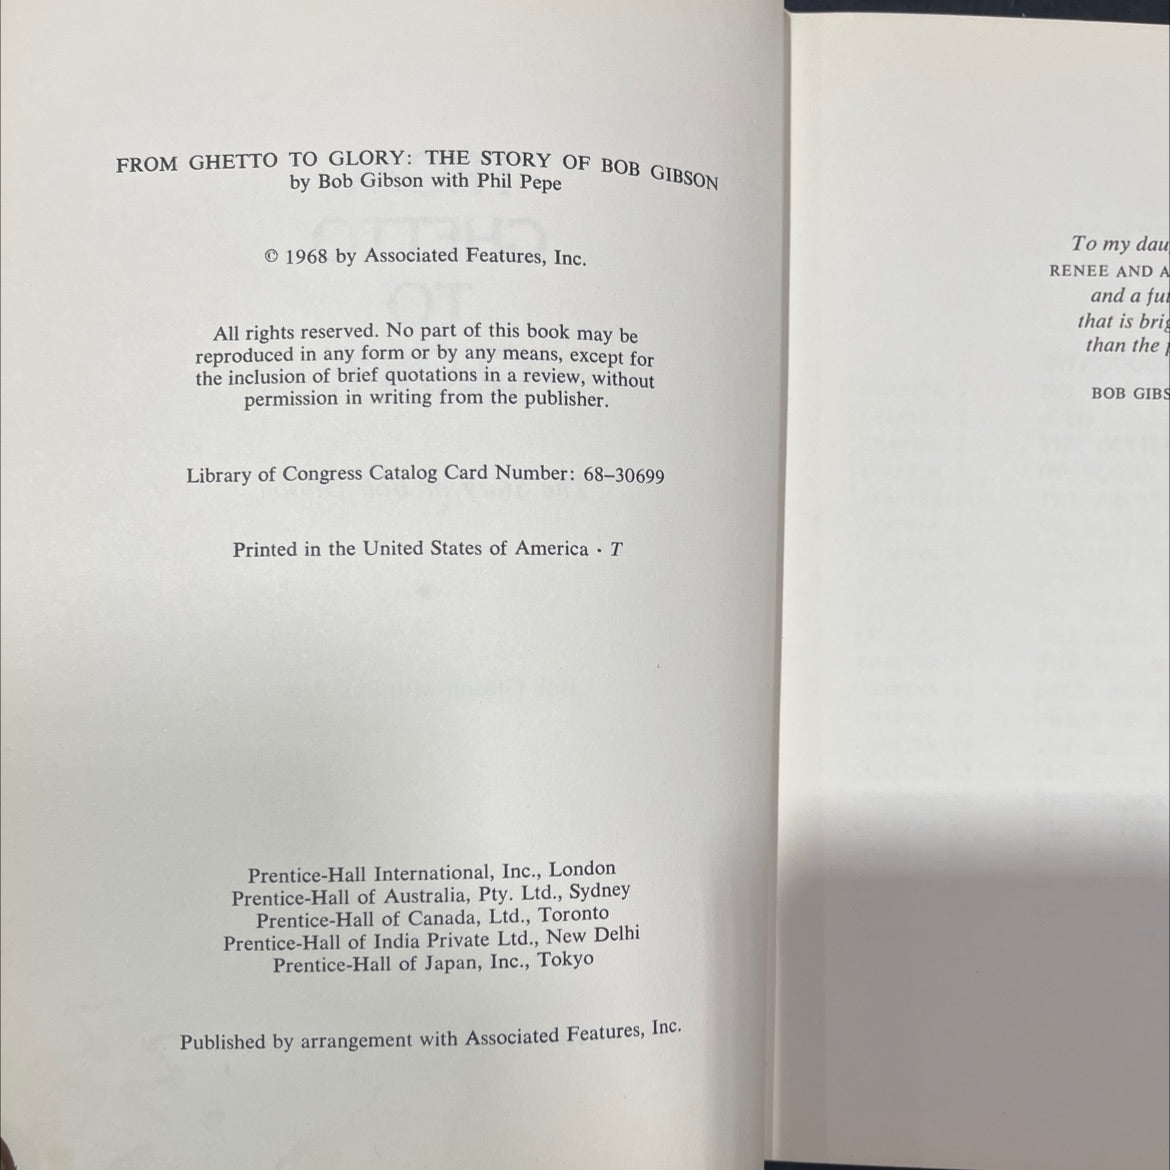 FROM GHETTO TO GLORY: THE STORY OF BOB GIBSON
by Bob Gibson with Phil Pepe
© 1968 by Associated Features, Inc.
All rights reserved. No part of this book may be
reproduced in any form or by any means, except for
the inclusion of brief quotations in a review, without
permission in writing from the publisher.
Library of Congress Catalog Card Number: 68–30699
Printed in the United States of America · T
Prentice-Hall International, Inc., London
Prentice-Hall of Australia, Pty. Ltd., Sydney
Prentice-Hall of Canada, Ltd., Toronto
Prentice-Hall of India Private Ltd., New Delhi
Prentice-Hall of Japan, Inc., Tokyo
Published by arrangement with Associated Features, Inc.
To my
RENEE AND
and a
that is
than the
BOB